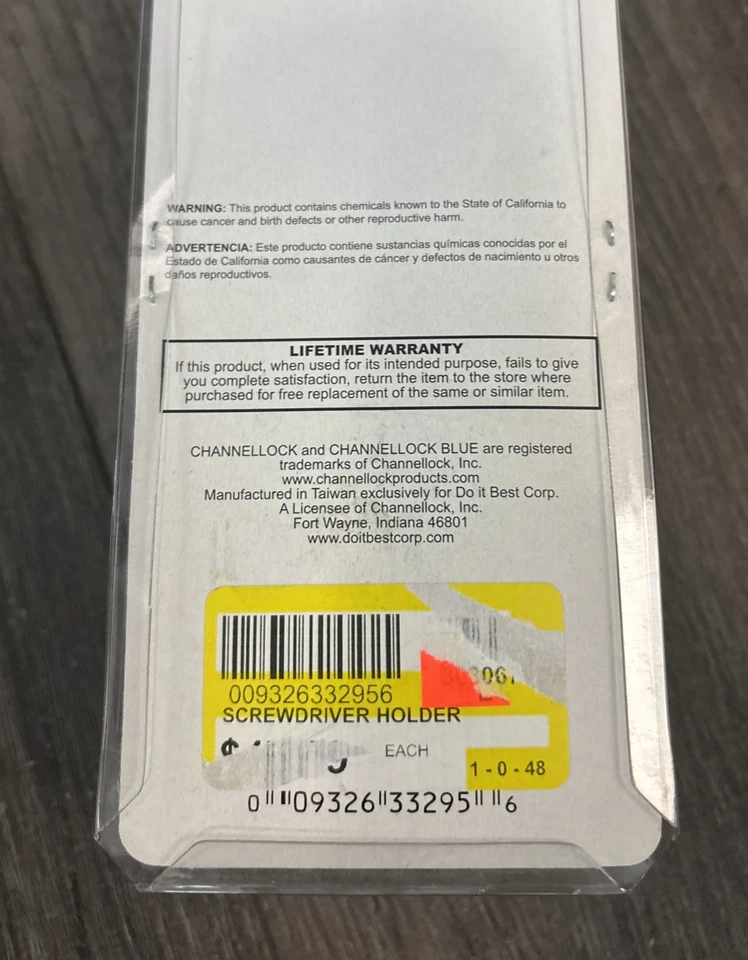 WARNING: This product contains chemicals known to the State of California to
cause cancer and birth defects or other reproductive harm.
ADVERTENCIA: Este producto contiene sustancias químicas conocidas por el
Estado de California como causantes de cáncer y defectos de nacimiento u otros
daños reproductivos.
LIFETIME WARRANTY
If this product, when used for its intended purpose, fails to give
you complete satisfaction, return the item to the store where
purchased for free replacement of the same or similar item.
CHANNELLOCK and CHANNELLOCK BLUE are registered
trademarks of Channellock, Inc.
www.channellockproducts.com
Manufactured in Taiwan exclusively for Do it Best Corp.
A Licensee of Channellock, Inc.
Fort Wayne, Indiana 46801
www.doitbestcorp.com
009326332956
SCREWDRIVER HOLDER
EACH
1 - 0 - 48
0 09326 33295 6